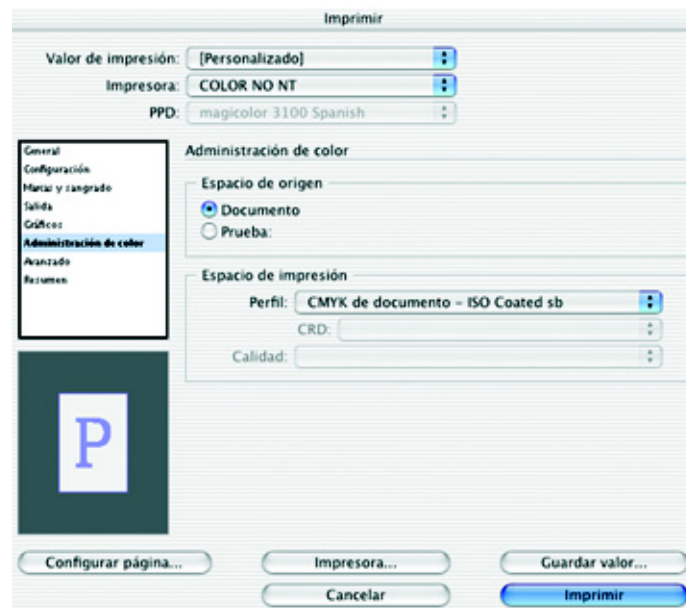 Imprimir
Valor de impresión: [Personalizado]
Impresora: COLOR NO NT
PPD: magicolor 3100 Spanish
General
Configuración
Marcas y sangrado
Salida
Gráficos
Administración de color
Avanzado
Resumen
Administración de color
Espacio de origen
Documento
Prueba:
Espacio de impresión
Perfil: CMYK de documento - ISO Coated sb
CRD:
Calidad:
P
Configurar página... Impresora... Guardar valor...
Cancelar Imprimir